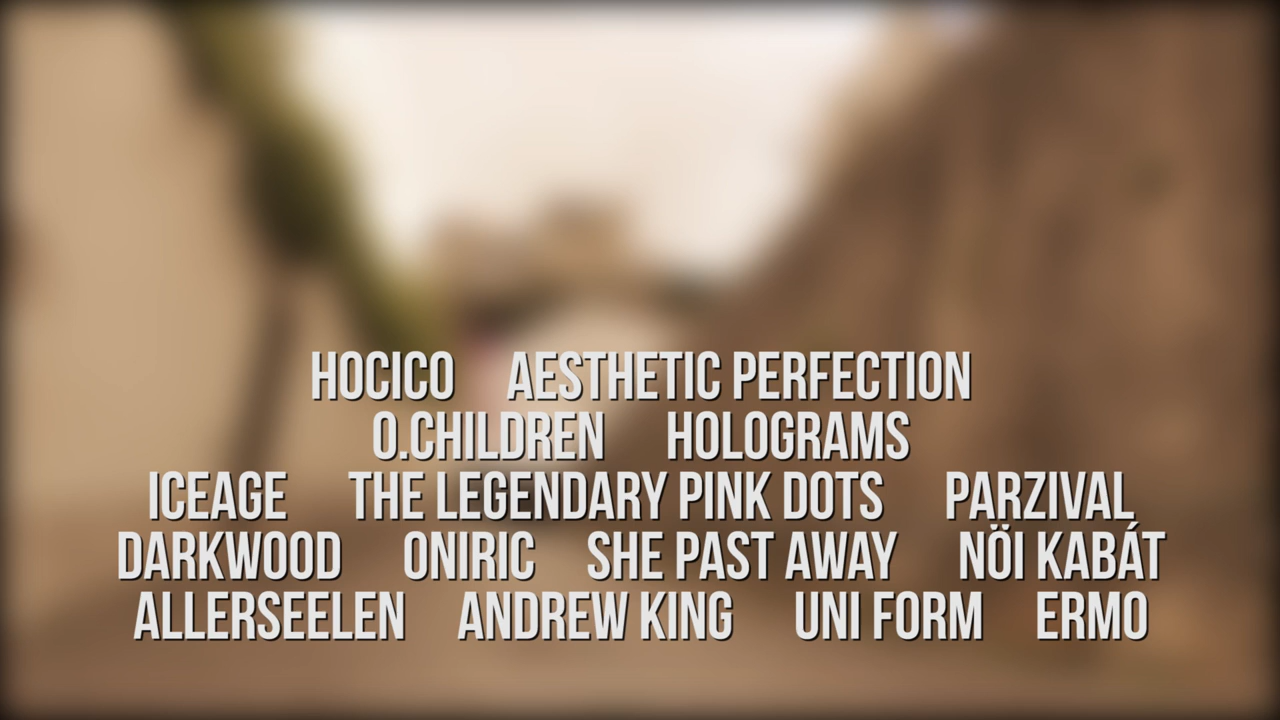 HOCICO AESTHETIC PERFECTION
O.CHILDREN HOLOGRAMS
ICEAGE THE LEGENDARY PINK DOTS PARZIVAL
DARKWOOD ONIRIC SHE PAST AWAY NÖI KABÁT
ALLERSEELEN ANDREW KING UNI FORM ERMO